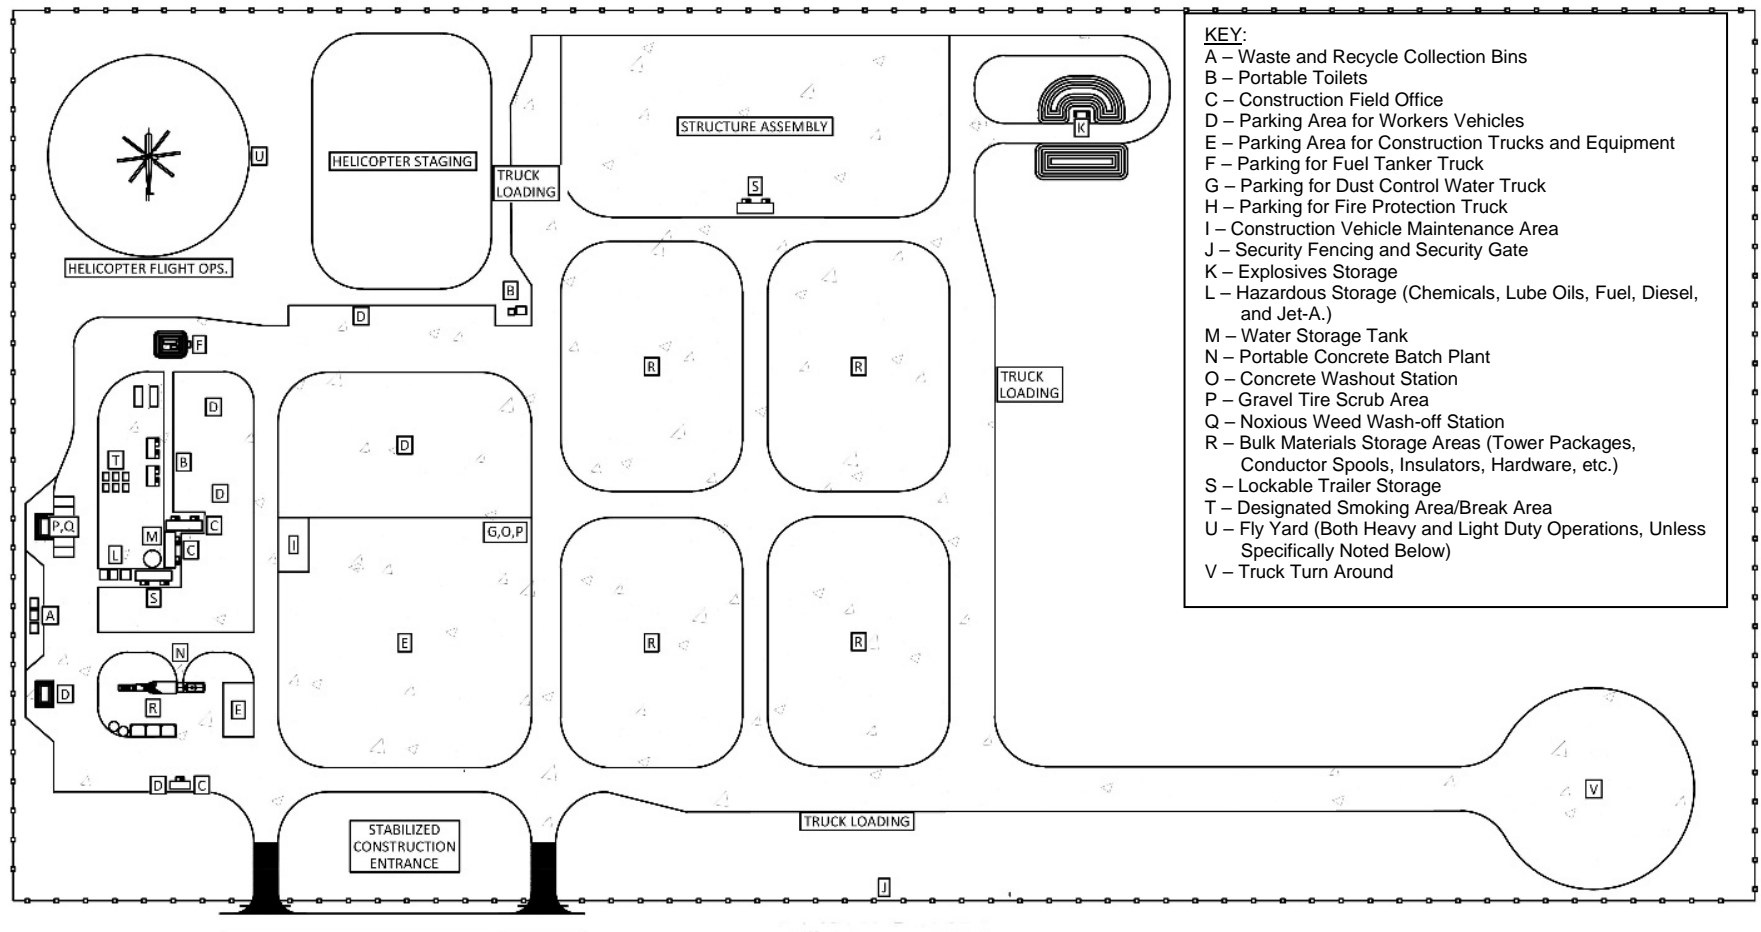 KEY:
A – Waste and Recycle Collection Bins
B – Portable Toilets
C – Construction Field Office
D – Parking Area for Workers Vehicles
E – Parking Area for Construction Trucks and Equipment
F – Parking for Fuel Tanker Truck
G – Parking for Dust Control Water Truck
H – Parking for Fire Protection Truck
I – Construction Vehicle Maintenance Area
J – Security Fencing and Security Gate
K – Explosives Storage
L – Hazardous Storage (Chemicals, Lube Oils, Fuel, Diesel,
and Jet-A.)
M – Water Storage Tank
N – Portable Concrete Batch Plant
O – Concrete Washout Station
P – Gravel Tire Scrub Area
Q – Noxious Weed Wash-off Station
R – Bulk Materials Storage Areas (Tower Packages,
Conductor Spools, Insulators, Hardware, etc.)
S – Lockable Trailer Storage
T – Designated Smoking Area/Break Area
U – Fly Yard (Both Heavy and Light Duty Operations, Unless
Specifically Noted Below)
V – Truck Turn Around
STRUCTURE ASSEMBLY
K
U
HELICOPTER STAGING
TRUCK
LOADING
S
HELICOPTER FLIGHT OPS.
B
D
F
R
R
TRUCK
LOADING
D
D
T
B
D
P,Q
C
G,O,P
M
I
L
C
S
A
E
R
R
N
D
R
E
D
C
V
TRUCK LOADING
STABILIZED
CONSTRUCTION
ENTRANCE
J